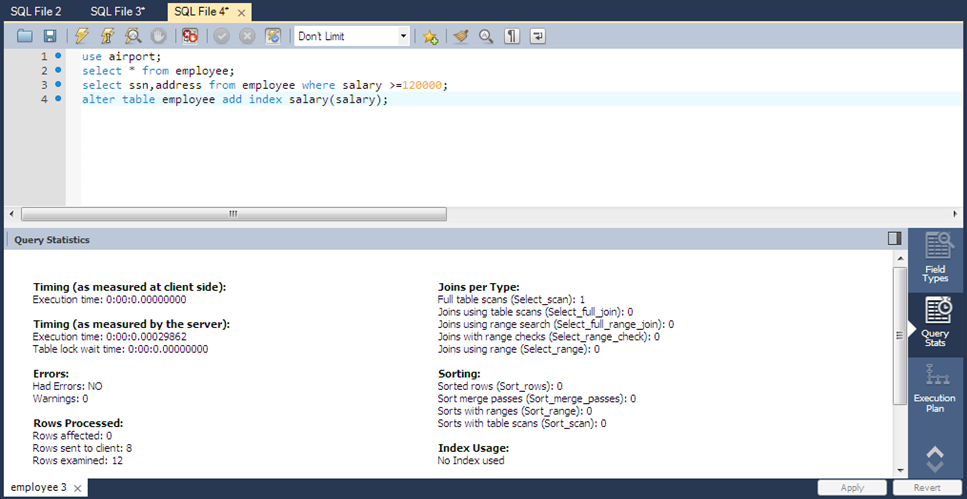 SQL File 2 SQL File 3* SQL File 4*
Don't Limit
1 use airport;
2 select * from employee;
3 select ssn,address from employee where salary >=120000;
4 alter table employee add index salary(salary);
Query Statistics
Timing (as measured at client side):
Execution time: 0:00:0.00000000
Timing (as measured by the server):
Execution time: 0:00:0.00029862
Table lock wait time: 0:00:0.00000000
Errors:
Had Errors: NO
Warnings: 0
Rows Processed:
Rows affected: 0
Rows sent to client: 8
Rows examined: 12
Joins per Type:
Full table scans (Select_scan): 1
Joins using table scans (Select_full_join): 0
Joins using range search (Select_full_range_join): 0
Joins with range checks (Select_range_check): 0
Joins using range (Select_range): 0
Sorting:
Sorted rows (Sort_rows): 0
Sort merge passes (Sort_merge_passes): 0
Sorts with ranges (Sort_range): 0
Sorts with table scans (Sort_scan): 0
Index Usage:
No Index used
Field
Types
Query
Stats
Execution
Plan
employee 3
Apply Revert